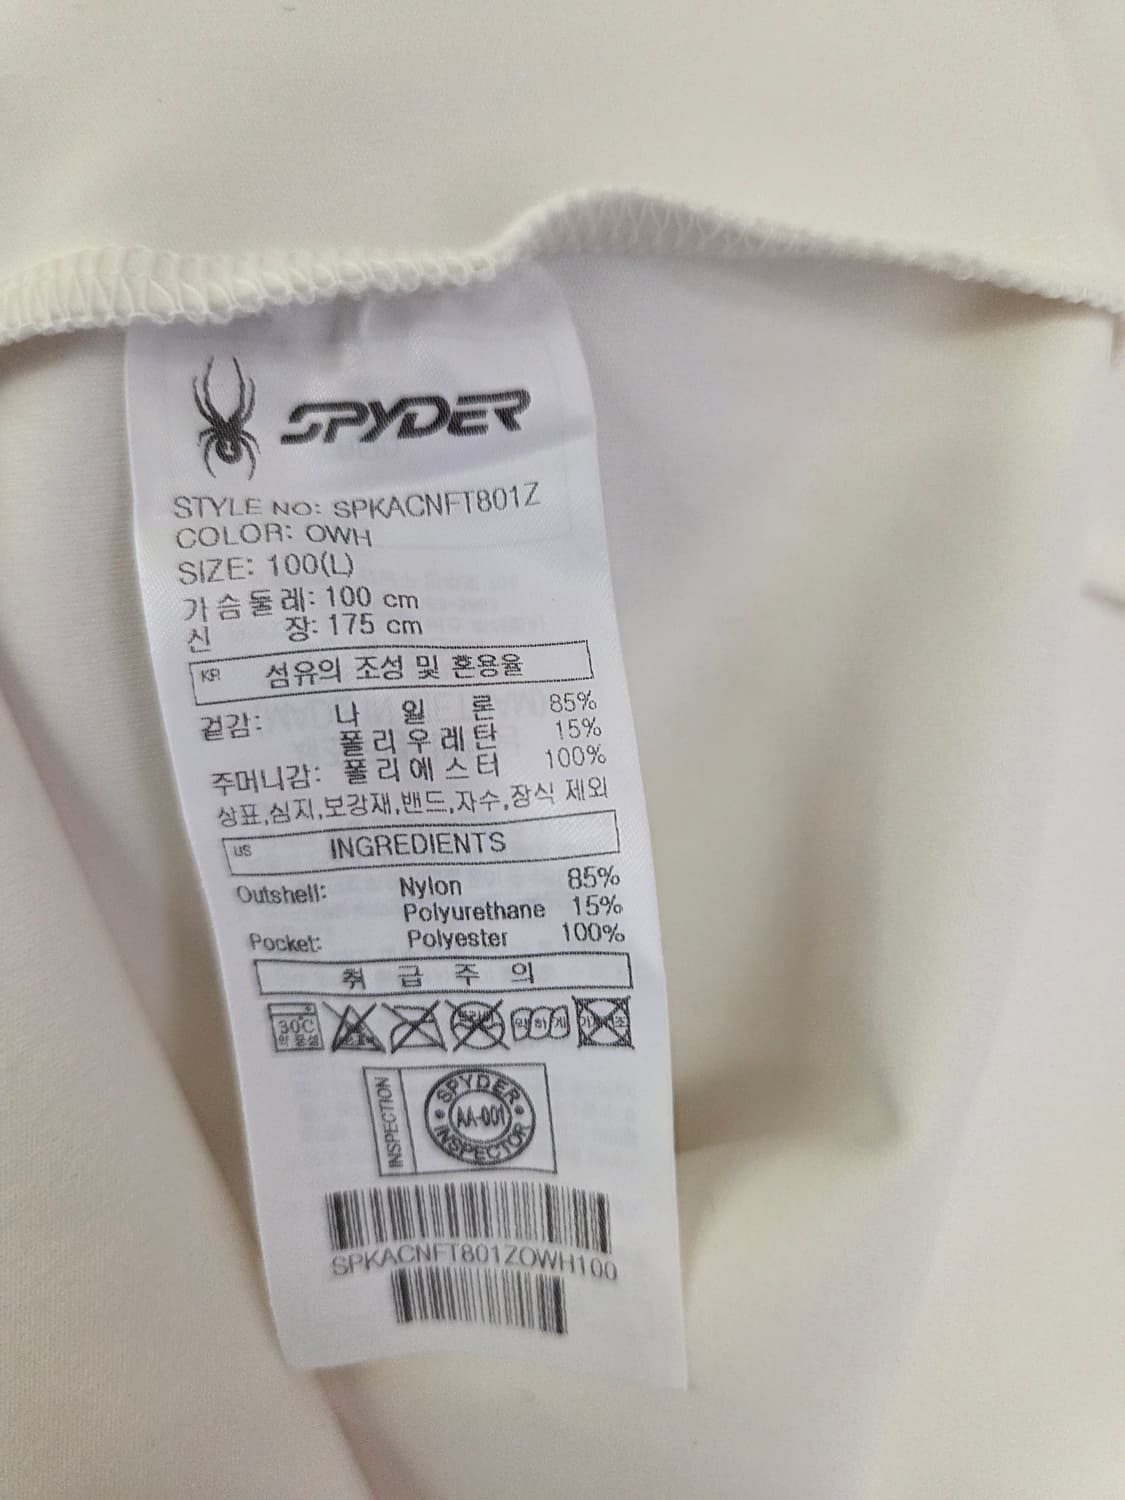 SPYDER
STYLE NO: SPKACNFT801Z
COLOR: OWH
SIZE: 100(L)
가슴둘레: 100 cm
신 장: 175 cm
KR 섬유의 조성 및 혼용율
겉감: 나 일 론 85%
폴리우레탄 15%
주머니감: 폴리에스터 100%
상표,심지,보강재,밴드,자수,장식 제외
US INGREDIENTS
Outshell: Nylon 85%
Polyurethane 15%
Pocket: Polyester 100%
취 급 주 의
30°C
약하게
INSPECTION
SPYDER
AA-001
INSPECTOR
SPKACNFT801ZOWH100